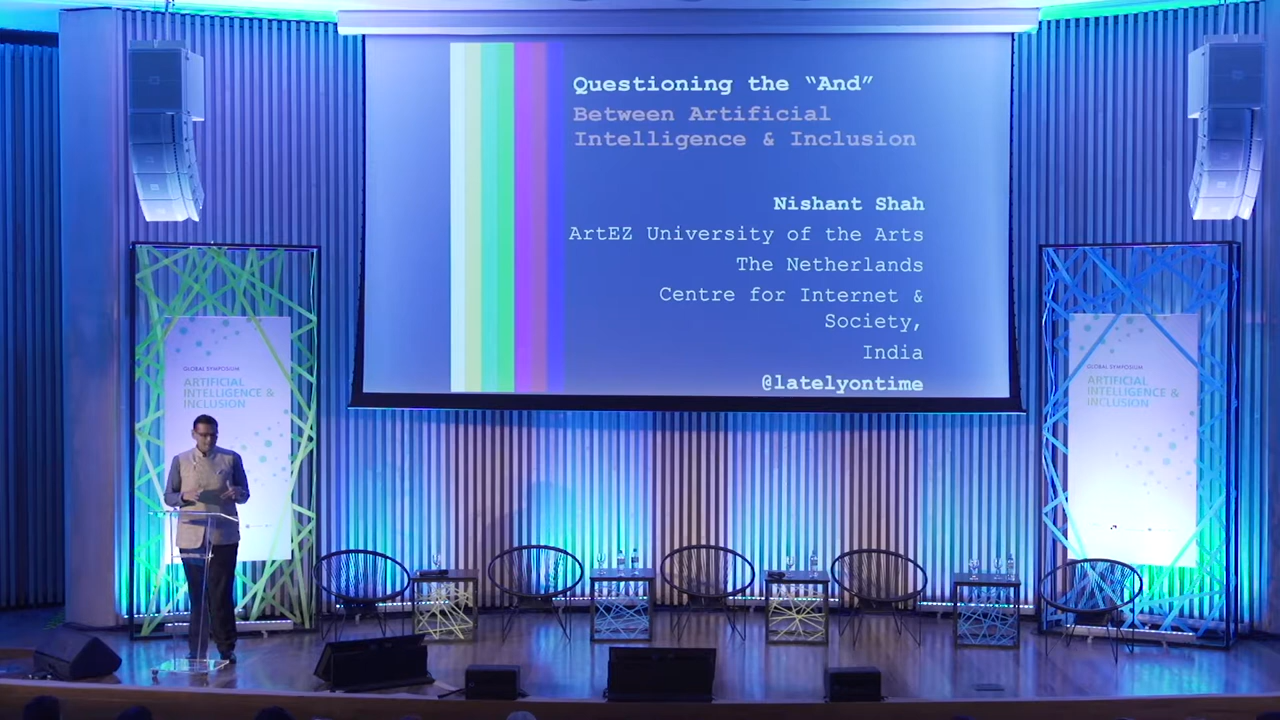 Questioning the “And”
Between Artificial
Intelligence & Inclusion
Nishant Shah
ArtEZ University of the Arts
The Netherlands
Centre for Internet &
Society,
India
@latelyontime
GLOBAL SYMPOSIUM
ARTIFICIAL
INTELLIGENCE &
INCLUSION
GLOBAL SYMPOSIUM
ARTIFICIAL
INTELLIGENCE &
INCLUSION